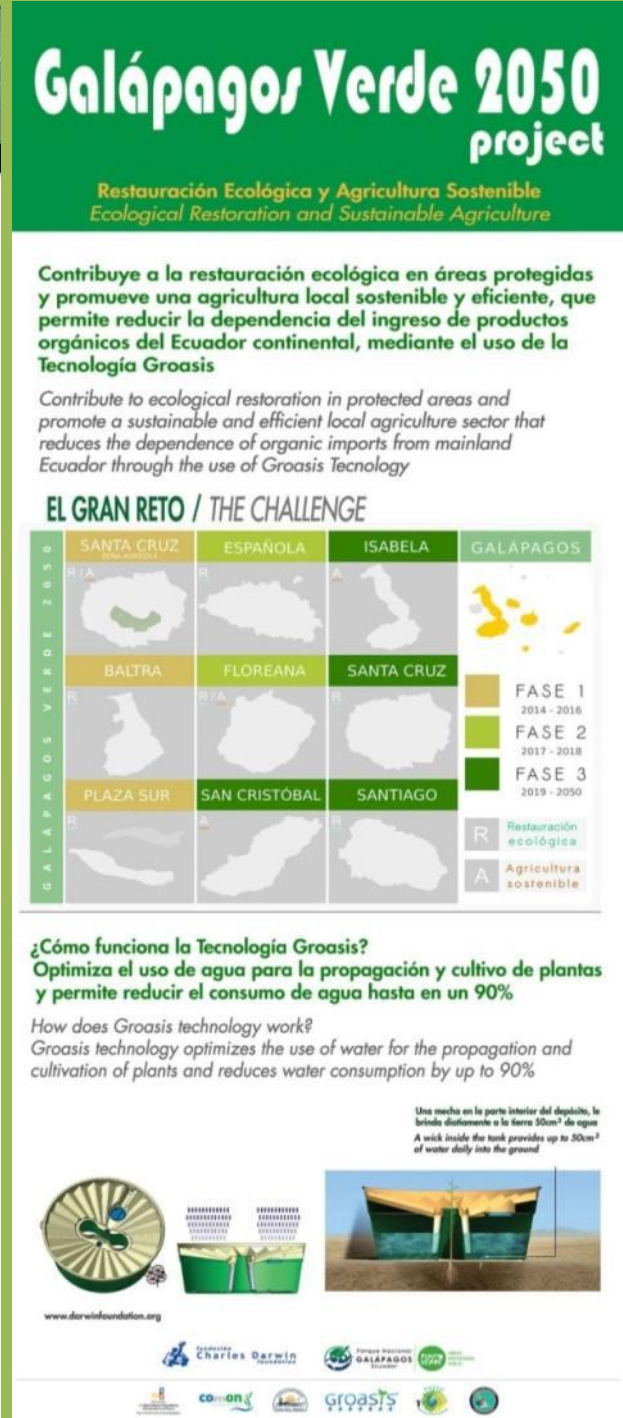 Galápagos Verde 2050
project
Restauración Ecológica y Agricultura Sostenible
Ecological Restoration and Sustainable Agriculture
Contribuye a la restauración ecológica en áreas protegidas
y promueve una agricultura local sostenible y eficiente, que
permite reducir la dependencia del ingreso de productos
orgánicos del Ecuador continental, mediante el uso de la
Tecnología Groasis
Contribute to ecological restoration in protected areas and
promote a sustainable and efficient local agriculture sector that
reduces the dependence of organic imports from mainland
Ecuador through the use of Groasis Tecnology
EL GRAN RETO / THE CHALLENGE
GALÁPAGOS VERDE 2050
SANTA CRUZ
ZONA AGRÍCOLA
R / A
ESPAÑOLA
R
ISABELA
A
GALÁPAGOS
BALTRA
R
FLOREANA
R / A
SANTA CRUZ
R
PLAZA SUR
R
SAN CRISTÓBAL
A
SANTIAGO
R
FASE 1
2014 - 2016
FASE 2
2017 - 2018
FASE 3
2019 - 2050
R Restauración
ecológica
A Agricultura
sostenible
¿Cómo funciona la Tecnología Groasis?
Optimiza el uso de agua para la propagación y cultivo de plantas
y permite reducir el consumo de agua hasta en un 90%
How does Groasis technology work?
Groasis technology optimizes the use of water for the propagation and
cultivation of plants and reduces water consumption by up to 90%
Una mecha en la parte interior del depósito, le
brinda diatiamente a la tierra 50cm³ de agua
A wick inside the tank provides up to 50cm³
of water daily into the ground
www.darwinfoundation.org
fundación
Charles Darwin
foundation
Parque Nacional
GALÁPAGOS
Ecuador
comon
GROASIS